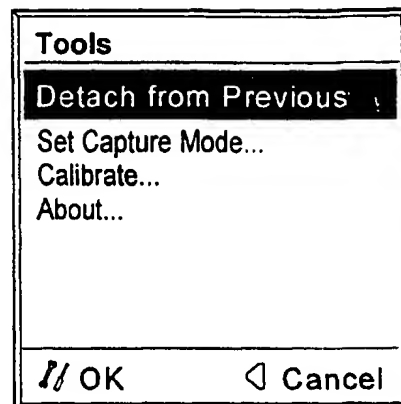 Tools
Detach from Previous
Set Capture Mode...
Calibrate...
About...
OK Cancel